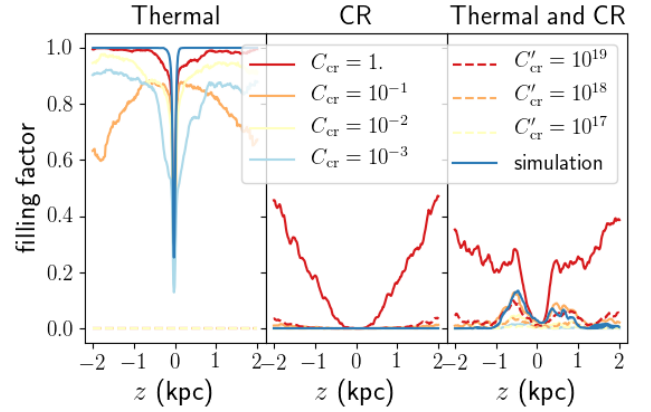 Thermal
CR
Thermal and CR
filling factor
1.0
0.8
0.6
0.4
0.2
0.0
C_cr = 1.
C_cr = 10^{-1}
C_cr = 10^{-2}
C_cr = 10^{-3}
C'_cr = 10^{19}
C'_cr = 10^{18}
C'_cr = 10^{17}
simulation
−2 −1 0 1 2
−2 −1 0 1 2
−2 −1 0 1 2
z (kpc)
z (kpc)
z (kpc)